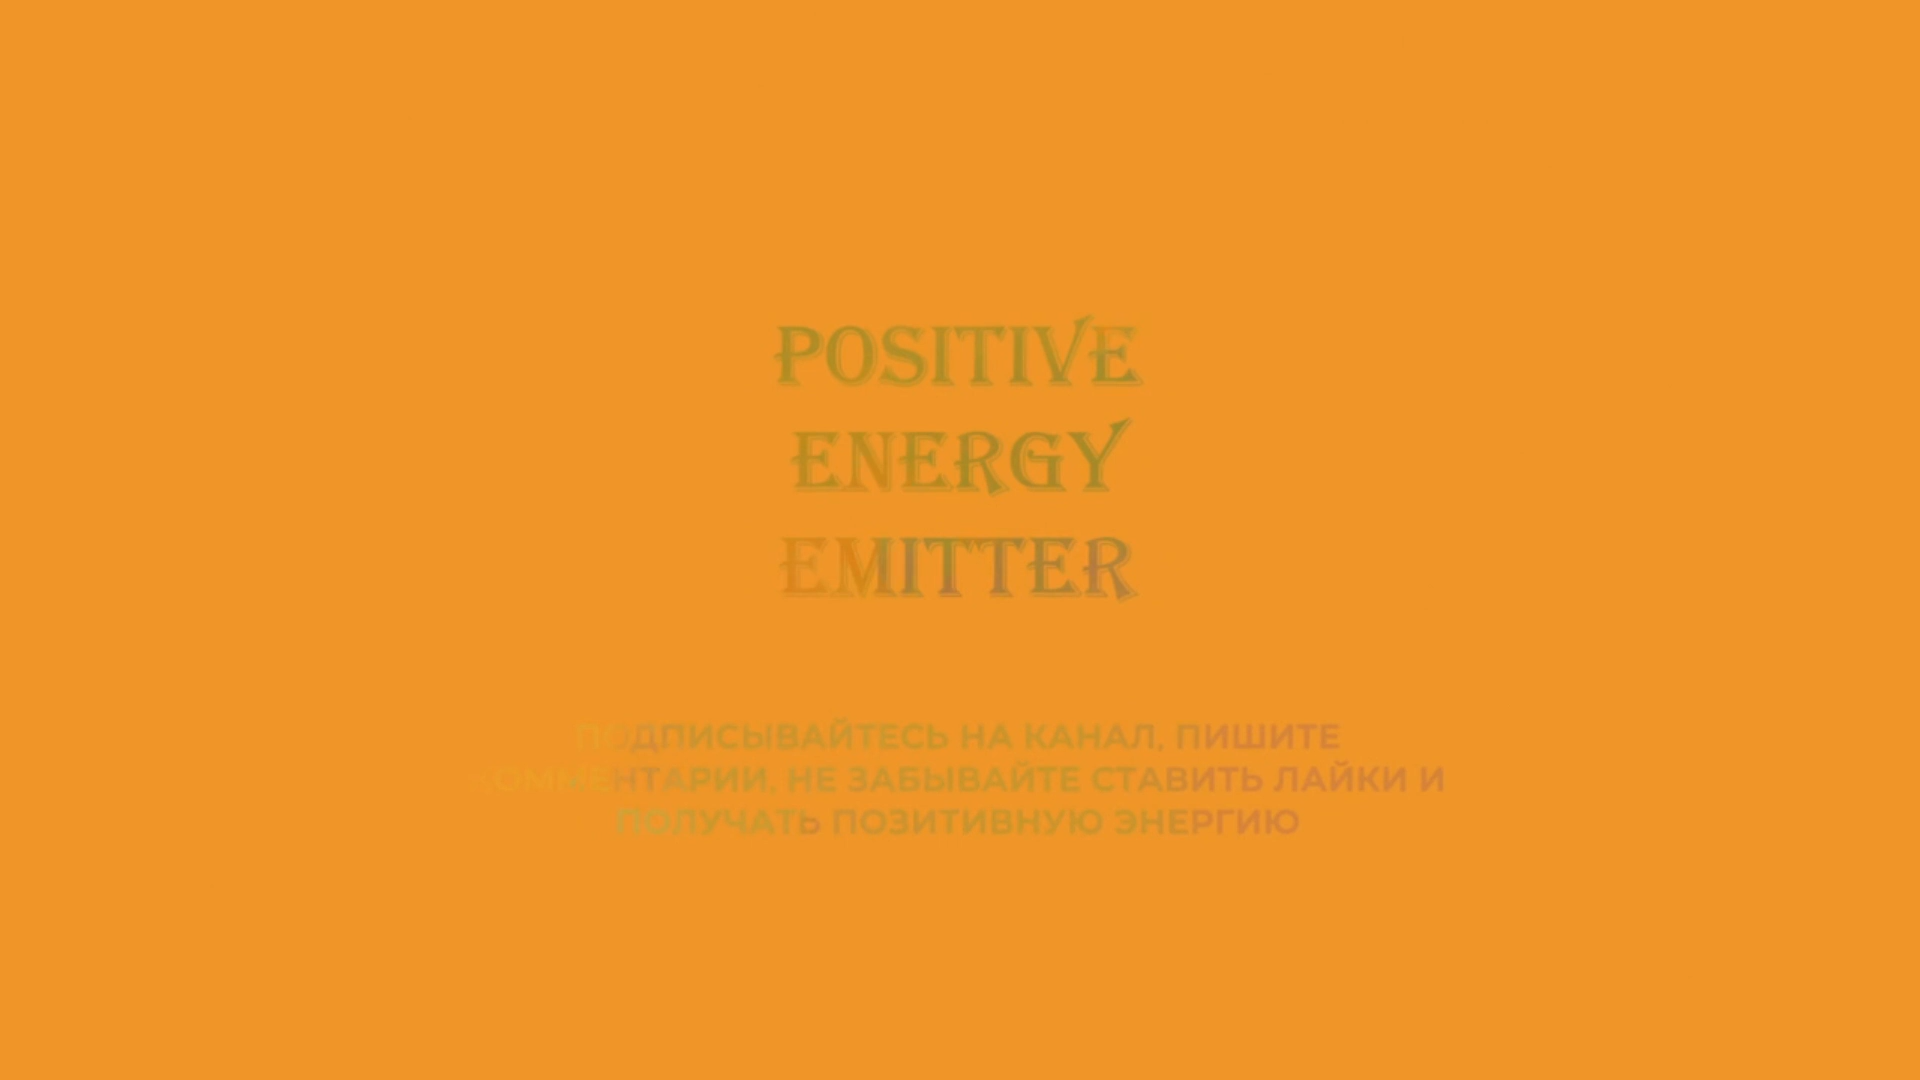 POSITIVE
ENERGY
EMITTER
ПОДПИСЫВАЙТЕСЬ НА КАНАЛ, ПИШИТЕ
КОММЕНТАРИИ, НЕ ЗАБЫВАЙТЕ СТАВИТЬ ЛАЙКИ И
ПОЛУЧАТЬ ПОЗИТИВНУЮ ЭНЕРГИЮ